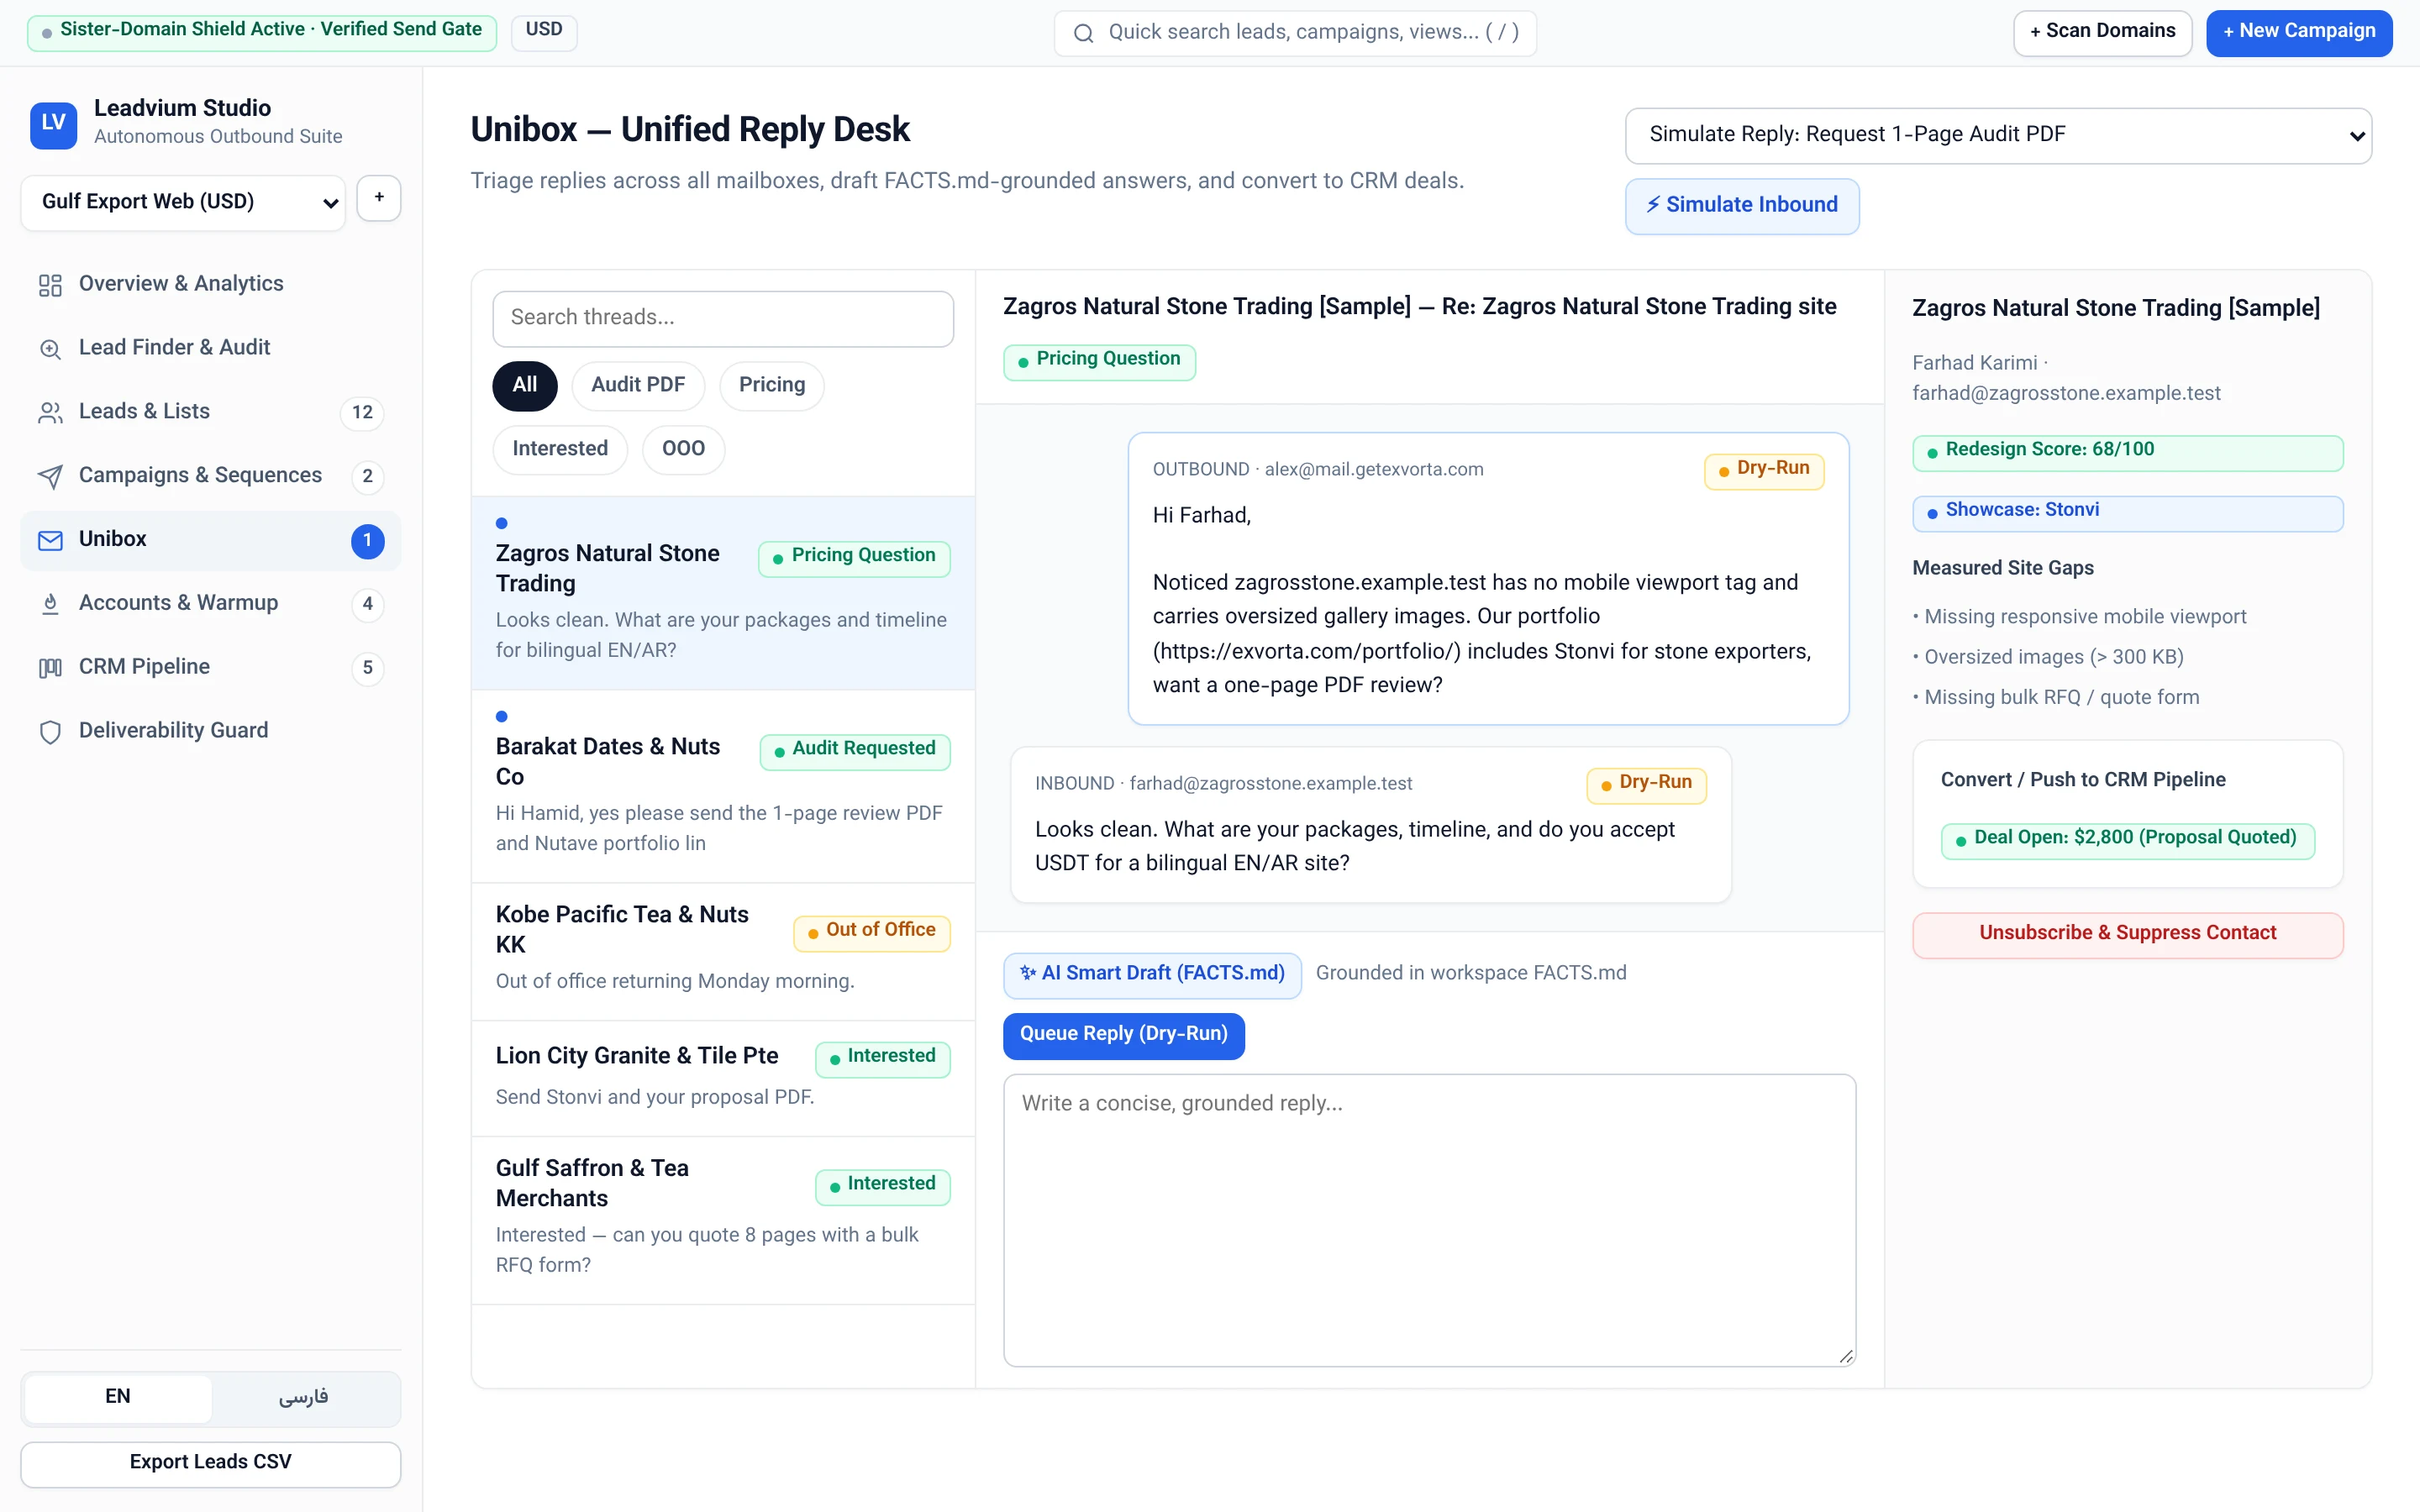 Sister-Domain Shield Active · Verified Send Gate
USD
Quick search leads, campaigns, views... ( / )
+ Scan Domains
+ New Campaign
LV
Leadvium Studio
Autonomous Outbound Suite
Gulf Export Web (USD)
+
Overview & Analytics
Lead Finder & Audit
Leads & Lists
12
Campaigns & Sequences
2
Unibox
1
Accounts & Warmup
4
CRM Pipeline
5
Deliverability Guard
EN
فارسی
Export Leads CSV
Unibox — Unified Reply Desk
Triage replies across all mailboxes, draft FACTS.md-grounded answers, and convert to CRM deals.
Simulate Reply: Request 1-Page Audit PDF
⚡ Simulate Inbound
Search threads...
All
Audit PDF
Pricing
Interested
OOO
Zagros Natural Stone
Trading
Pricing Question
Looks clean. What are your packages and timeline
for bilingual EN/AR?
Barakat Dates & Nuts
Co
Audit Requested
Hi Hamid, yes please send the 1-page review PDF
and Nutave portfolio lin
Kobe Pacific Tea & Nuts
KK
Out of Office
Out of office returning Monday morning.
Lion City Granite & Tile Pte
Interested
Send Stonvi and your proposal PDF.
Gulf Saffron & Tea
Merchants
Interested
Interested — can you quote 8 pages with a bulk
RFQ form?
Zagros Natural Stone Trading [Sample] — Re: Zagros Natural Stone Trading site
Pricing Question
OUTBOUND · alex@mail.getexvorta.com
Dry-Run
Hi Farhad,
Noticed zagrosstone.example.test has no mobile viewport tag and
carries oversized gallery images. Our portfolio
(https://exvorta.com/portfolio/) includes Stonvi for stone exporters,
want a one-page PDF review?
INBOUND · farhad@zagrosstone.example.test
Dry-Run
Looks clean. What are your packages, timeline, and do you accept
USDT for a bilingual EN/AR site?
✨ AI Smart Draft (FACTS.md)
Grounded in workspace FACTS.md
Queue Reply (Dry-Run)
Write a concise, grounded reply...
Zagros Natural Stone Trading [Sample]
Farhad Karimi ·
farhad@zagrosstone.example.test
Redesign Score: 68/100
Showcase: Stonvi
Measured Site Gaps
• Missing responsive mobile viewport
• Oversized images (> 300 KB)
• Missing bulk RFQ / quote form
Convert / Push to CRM Pipeline
Deal Open: $2,800 (Proposal Quoted)
Unsubscribe & Suppress Contact